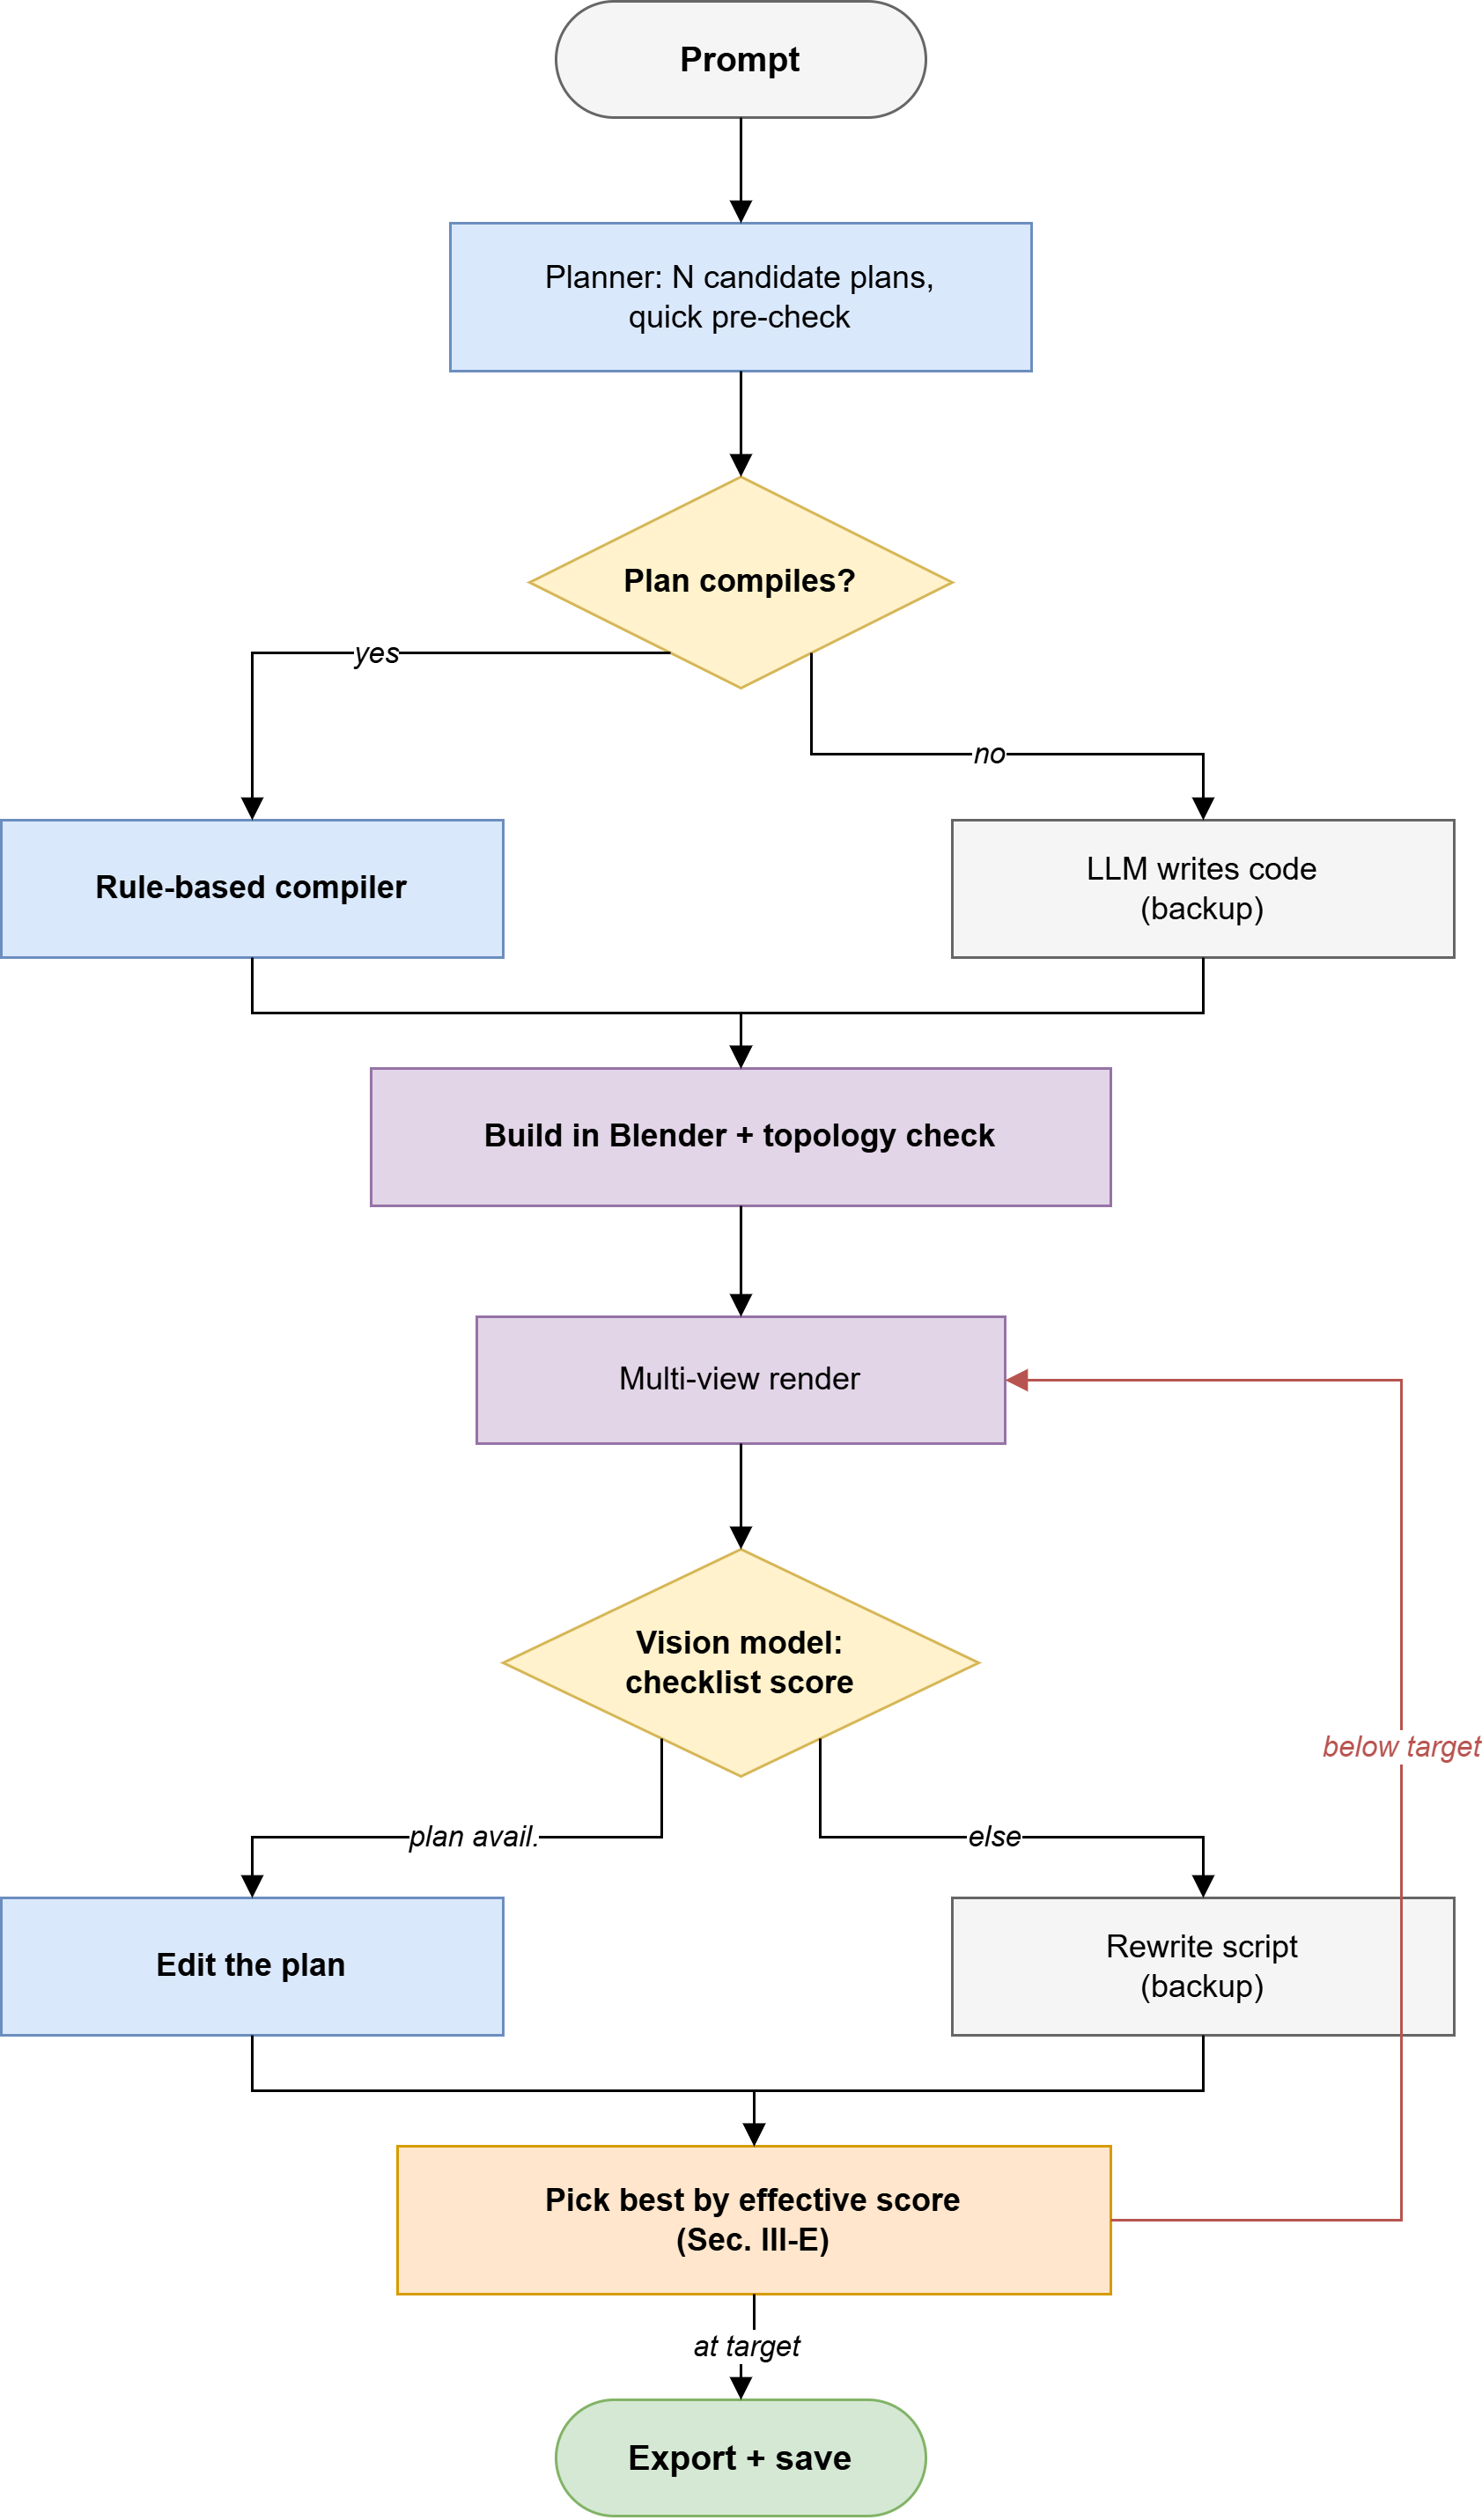 Prompt
Planner: N candidate plans,
quick pre-check
Plan compiles?
yes
no
Rule-based compiler
LLM writes code
(backup)
Build in Blender + topology check
Multi-view render
Vision model:
checklist score
below target
plan avail.
else
Edit the plan
Rewrite script
(backup)
Pick best by effective score
(Sec. III-E)
at target
Export + save